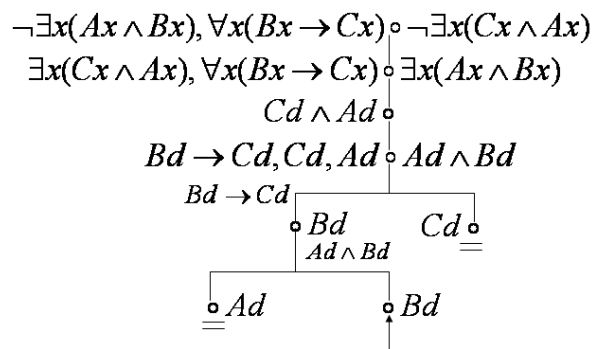 ¬∃x(Ax ∧ Bx), ∀x(Bx → Cx) ∘ ¬∃x(Cx ∧ Ax)
∃x(Cx ∧ Ax), ∀x(Bx → Cx) ∘ ∃x(Ax ∧ Bx)
Cd ∧ Ad ∘
Bd → Cd, Cd, Ad ∘ Ad ∧ Bd
Bd → Cd
∘ Bd Cd ∘
Ad ∧ Bd
∘ Ad ∘ Bd